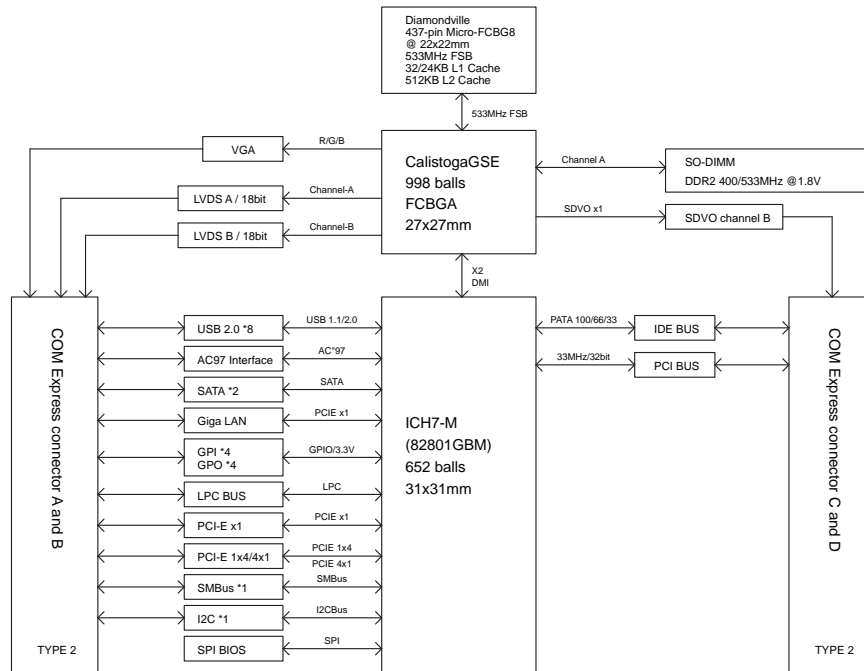 Diamondville
437-pin Micro-FCBG8
@ 22x22mm
533MHz FSB
32/24KB L1 Cache
512KB L2 Cache
533MHz FSB
VGA
R/G/B
CalistogaGSE
998 balls
FCBGA
27x27mm
Channel A
SO-DIMM
DDR2 400/533MHz @1.8V
LVDS A / 18bit
Channel-A
SDVO x1
SDVO channel B
LVDS B / 18bit
Channel-B
X2
DMI
COM Express connector A and B
TYPE 2
USB 2.0 *8
USB 1.1/2.0
AC97 Interface
AC"97
SATA *2
SATA
Giga LAN
PCIE x1
GPI *4
GPO *4
GPIO/3.3V
LPC BUS
LPC
PCI-E x1
PCIE x1
PCI-E 1x4/4x1
PCIE 1x4
PCIE 4x1
SMBus *1
SMBus
I2C *1
I2CBus
SPI BIOS
SPI
ICH7-M
(82801GBM)
652 balls
31x31mm
PATA 100/66/33
IDE BUS
33MHz/32bit
PCI BUS
COM Express connector C and D
TYPE 2